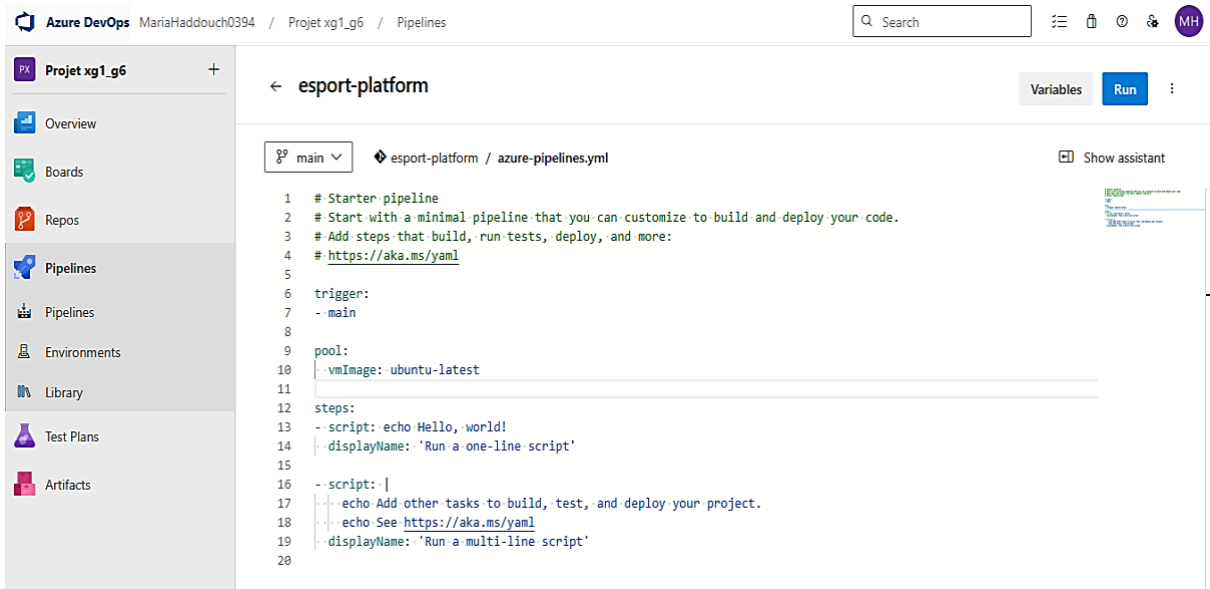 Azure DevOps MariaHaddouch0394 / Projet xg1_g6 / Pipelines
Search
MH
PX Projet xg1_g6 +
Overview
Boards
Repos
Pipelines
Pipelines
Environments
Library
Test Plans
Artifacts
← esport-platform
Variables
Run
main
esport-platform / azure-pipelines.yml
Show assistant
1 # Starter pipeline
2 # Start with a minimal pipeline that you can customize to build and deploy your code.
3 # Add steps that build, run tests, deploy, and more:
4 # https://aka.ms/yaml
5
6 trigger:
7 - main
8
9 pool:
10   vmImage: ubuntu-latest
11
12 steps:
13 - script: echo Hello, world!
14   displayName: 'Run a one-line script'
15
16 - script: |
17     echo Add other tasks to build, test, and deploy your project.
18     echo See https://aka.ms/yaml
19   displayName: 'Run a multi-line script'
20